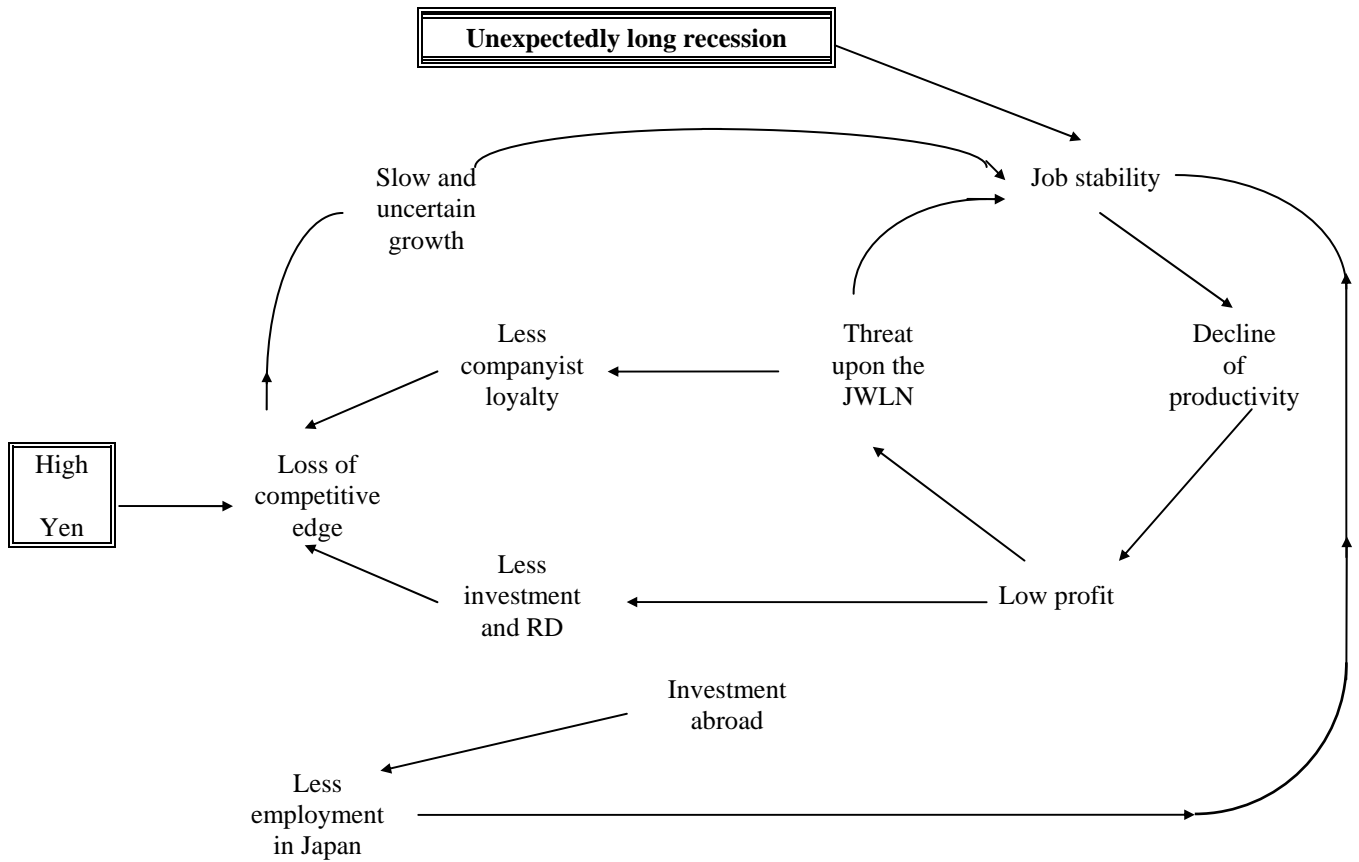 Unexpectedly long recession
Slow and
uncertain
growth
Job stability
Less
companyist
loyalty
Threat
upon the
JWLN
Decline
of
productivity
High
Yen
Loss of
competitive
edge
Less
investment
and RD
Low profit
Investment
abroad
Less
employment
in Japan